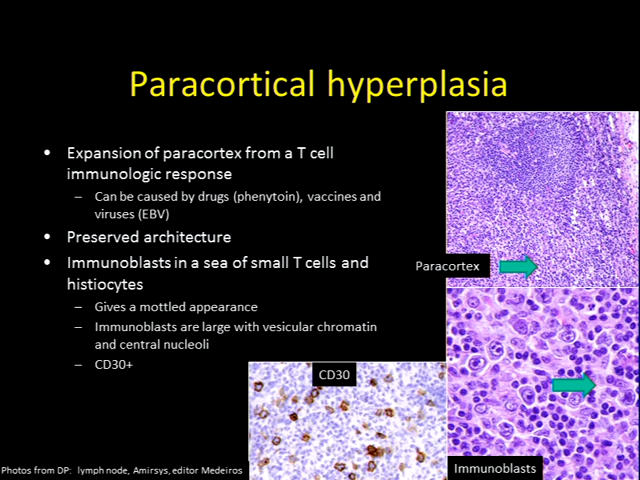 Paracortical hyperplasia
• Expansion of paracortex from a T cell
immunologic response
– Can be caused by drugs (phenytoin), vaccines and
viruses (EBV)
• Preserved architecture
• Immunoblasts in a sea of small T cells and
histiocytes
– Gives a mottled appearance
– Immunoblasts are large with vesicular chromatin
and central nucleoli
– CD30+
Paracortex
CD30
Immunoblasts
Photos from DP: lymph node, Amirsys, editor Medeiros